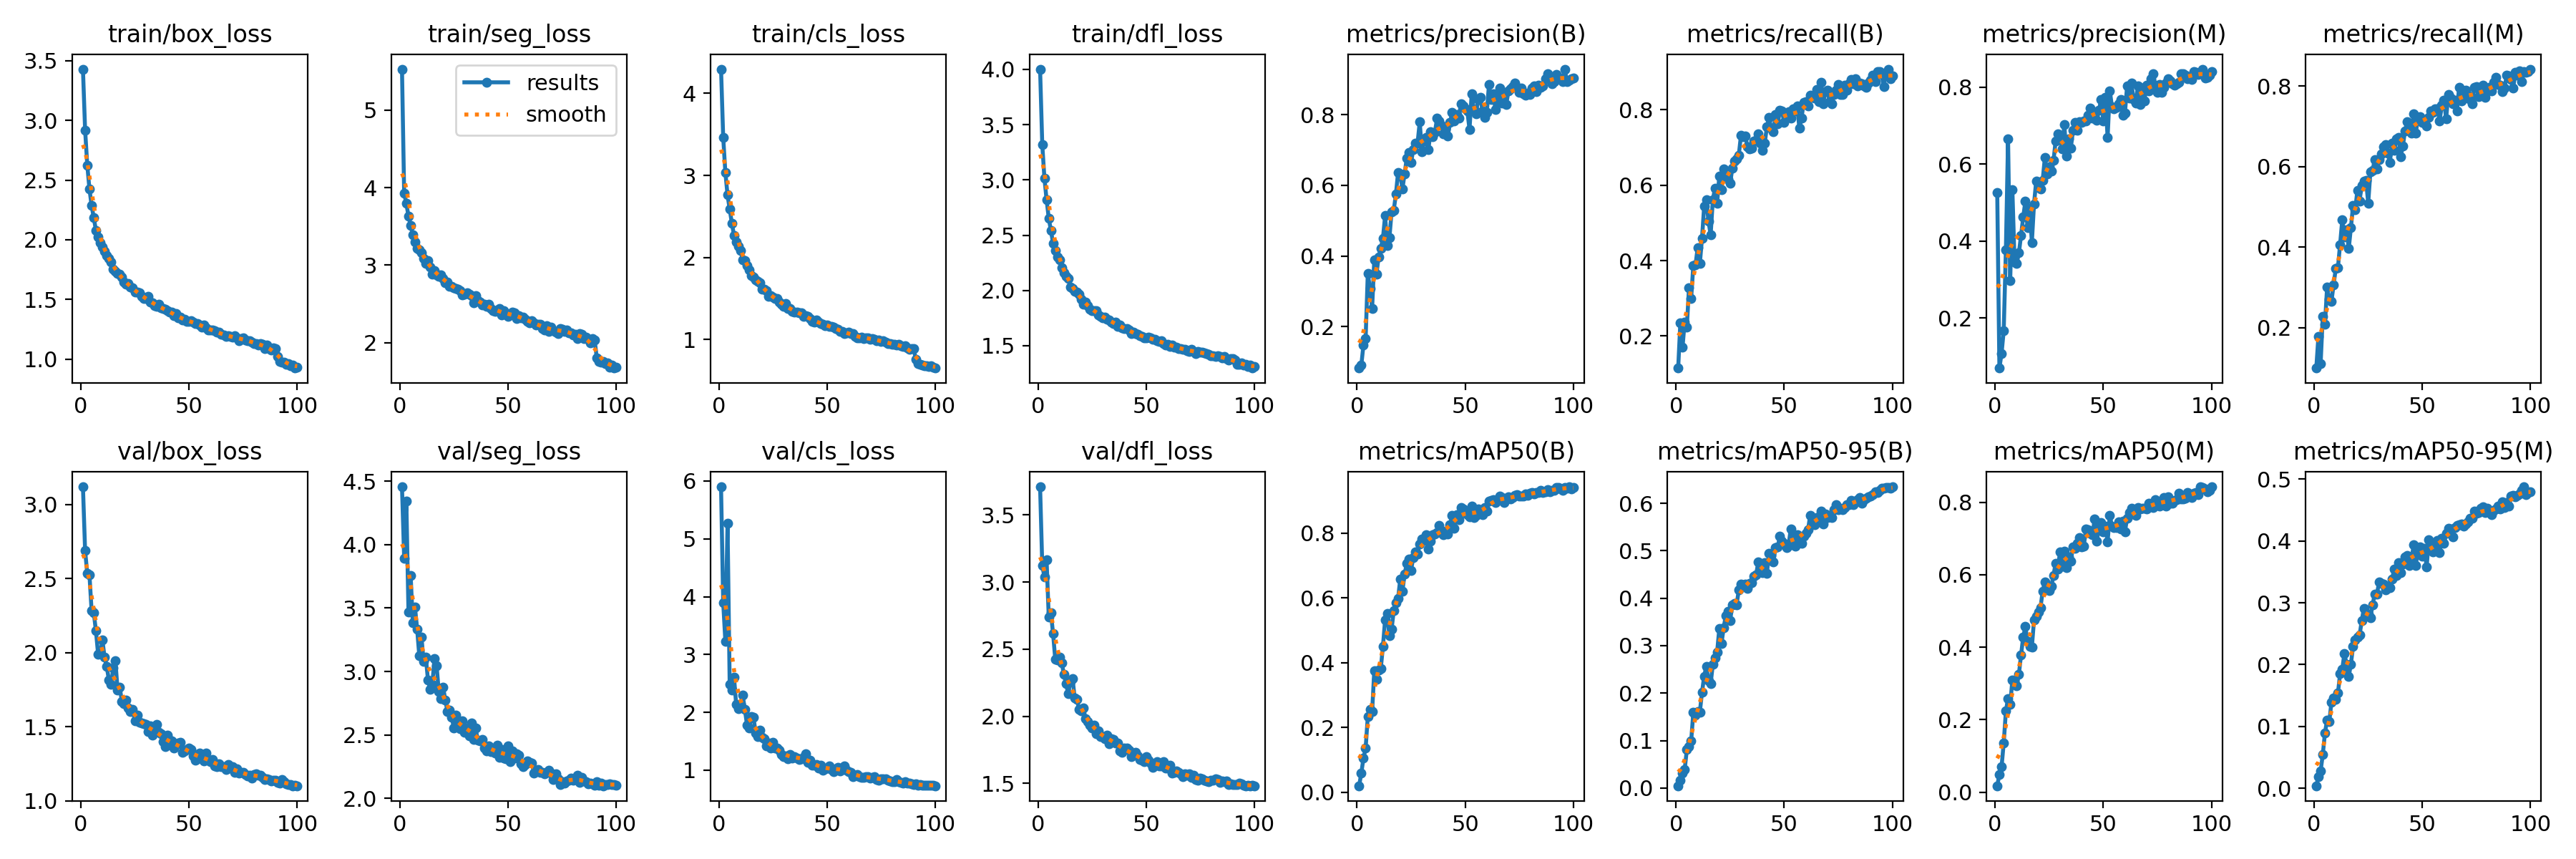 train/box_loss
train/seg_loss
train/cls_loss
train/dfl_loss
metrics/precision(B)
metrics/recall(B)
metrics/precision(M)
metrics/recall(M)
results
smooth
3.5
3.0
2.5
2.0
1.5
1.0
0 50 100
5
4
3
2
0 50 100
4
3
2
1
0 50 100
4.0
3.5
3.0
2.5
2.0
1.5
0 50 100
0.8
0.6
0.4
0.2
0 50 100
0.8
0.6
0.4
0.2
0 50 100
0.8
0.6
0.4
0.2
0 50 100
0.8
0.6
0.4
0.2
0 50 100
val/box_loss
val/seg_loss
val/cls_loss
val/dfl_loss
metrics/mAP50(B)
metrics/mAP50-95(B)
metrics/mAP50(M)
metrics/mAP50-95(M)
3.0
2.5
2.0
1.5
1.0
0 50 100
4.5
4.0
3.5
3.0
2.5
2.0
0 50 100
6
5
4
3
2
1
0 50 100
3.5
3.0
2.5
2.0
1.5
0 50 100
0.8
0.6
0.4
0.2
0.0
0 50 100
0.6
0.5
0.4
0.3
0.2
0.1
0.0
0 50 100
0.8
0.6
0.4
0.2
0.0
0 50 100
0.5
0.4
0.3
0.2
0.1
0.0
0 50 100